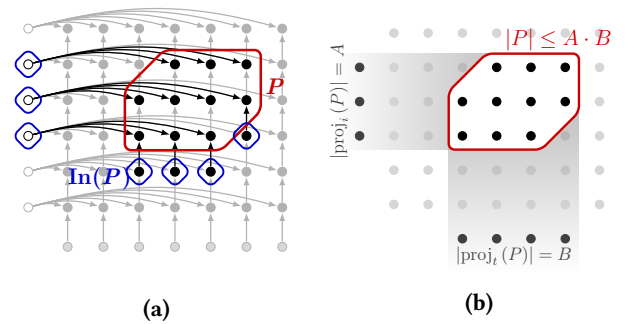 P
In(P)
(a)
|P| ≤ A · B
|proj_i (P)| = A
|proj_t (P)| = B
(b)